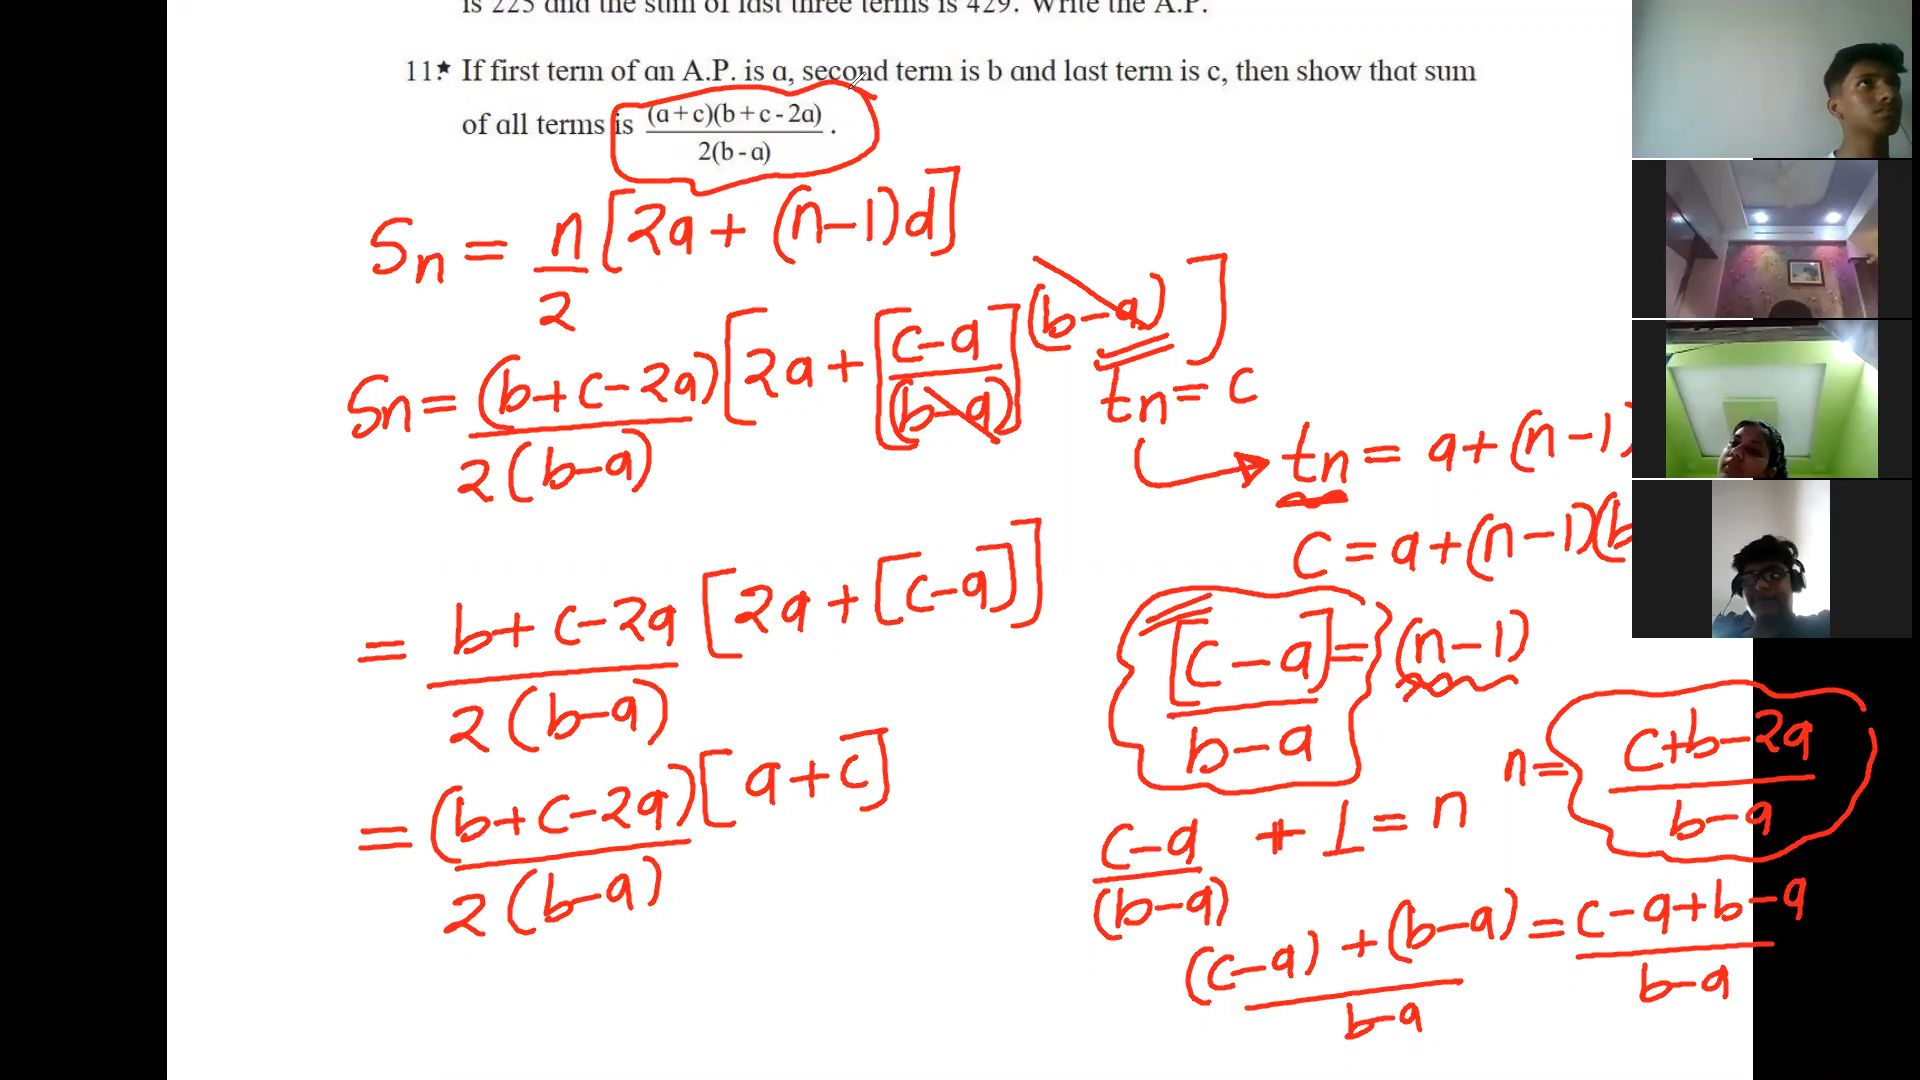 is 225 and the sum of last three terms is 429. Write the A.P.
11.★ If first term of an A.P. is a, second term is b and last term is c, then show that sum
of all terms is (a+c)(b+c-2a) / 2(b-a) .
Sn = n/2 [2a + (n-1)d]
Sn = (b+c-2a) / 2(b-a) [2a + [c-a / (b-a)] (b-a)]
tn = c
tn = a+(n-1)
C = a+(n-1)(b
= b+c-2a / 2(b-a) [2a + [c-a]]
[c-a] / b-a = (n-1)
n = c+b-2a / b-a
= (b+c-2a) / 2(b-a) [a+c]
c-a / (b-a) + 1 = n
(c-a) + (b-a) / b-a = c-a+b-a / b-a